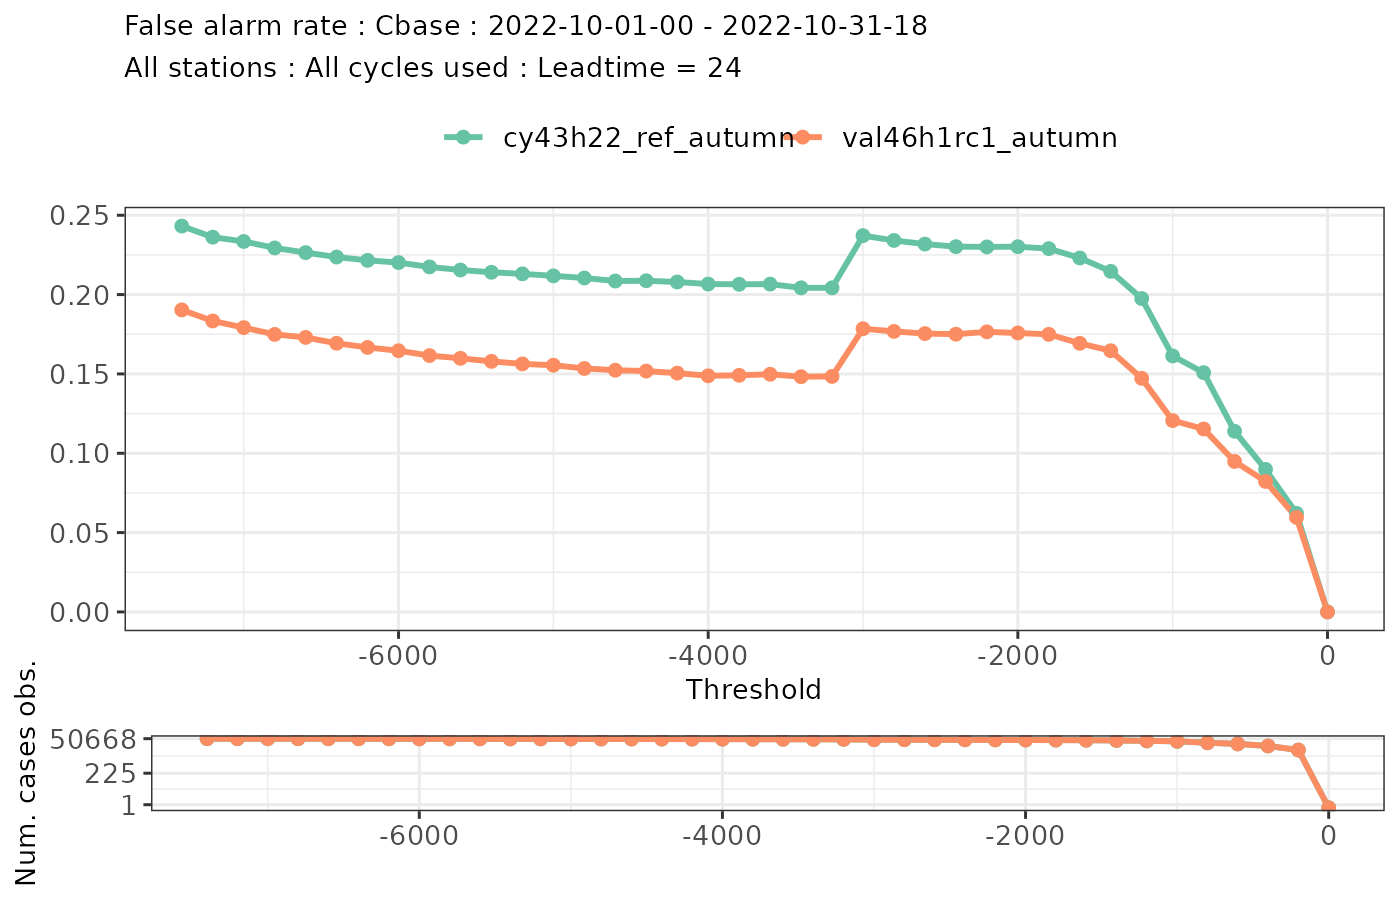 False alarm rate : Cbase : 2022-10-01-00 - 2022-10-31-18
All stations : All cycles used : Leadtime = 24
cy43h22_ref_autumn val46h1rc1_autumn
0.25
0.20
0.15
0.10
0.05
0.00
-6000 -4000 -2000 0
Threshold
Num. cases obs.
50668
225
1
-6000 -4000 -2000 0